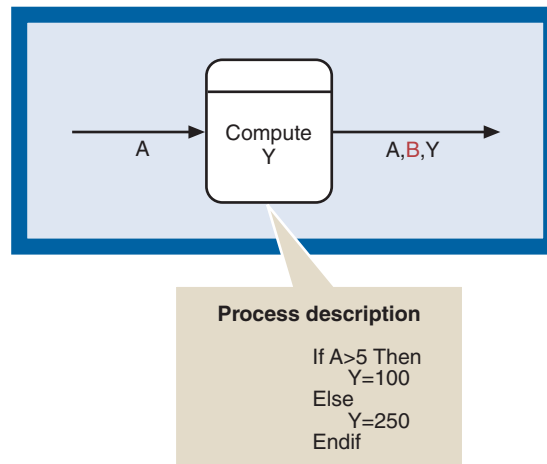 Compute
Y
A
A,B,Y
Process description
If A>5 Then
Y=100
Else
Y=250
Endif